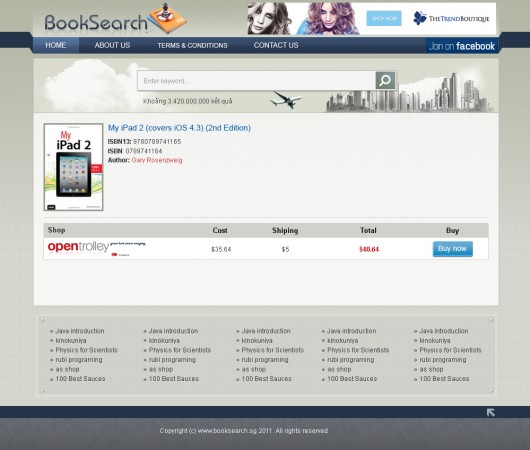 BookSearch
SHOP NOW
THETRENDBOUTIQUE
HOME
ABOUT US
TERMS & CONDITIONS
CONTACT US
Join on facebook
Enter keyword...
Khoảng 3.420.000.000 kết quả
My iPad 2
My iPad 2 (covers iOS 4.3) (2nd Edition)
ISBN13: 9780789741165
ISBN: 0789741164
Author: Gary Rosenzweig
Shop Cost Shiping Total Buy
opentrolley $35.64 $5 $40.64 Buy now
» Java introduction » Java introduction » Java introduction » Java introduction » Java introduction
» kinokuniya » kinokuniya » kinokuniya » kinokuniya » kinokuniya
» Physics for Scientists » Physics for Scientists » Physics for Scientists » Physics for Scientists » Physics for Scientists
» rubi programing » rubi programing » rubi programing » rubi programing » rubi programing
» as shop » as shop » as shop » as shop » as shop
» 100 Best Sauces » 100 Best Sauces » 100 Best Sauces » 100 Best Sauces » 100 Best Sauces
Copyright (c) www.booksearch.sg 2011. All rights reserved